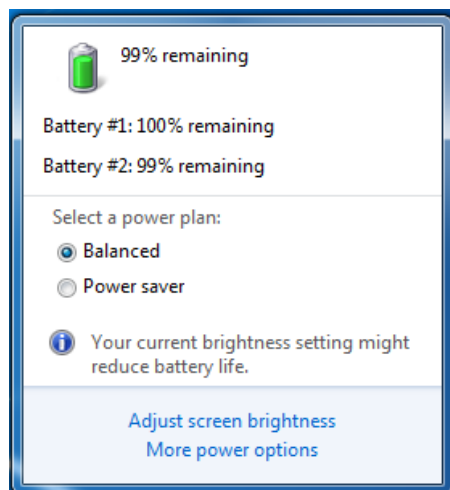 99% remaining
Battery #1: 100% remaining
Battery #2: 99% remaining
Select a power plan:
Balanced
Power saver
Your current brightness setting might
reduce battery life.
Adjust screen brightness
More power options